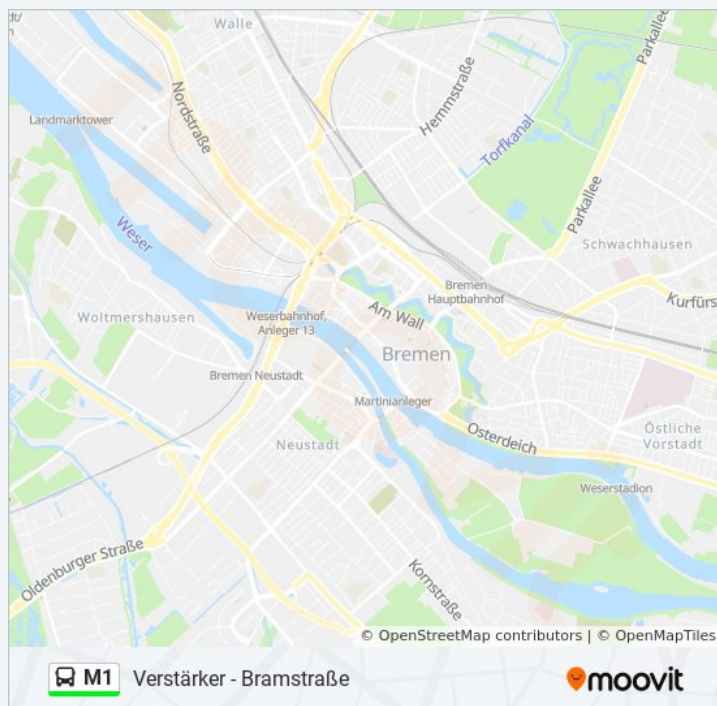 dt/
Walle
Parkallee
Hemmstraße
Nordstraße
Landmarktower
Torfkanal
Parkallee
Weser
Schwachhausen
Bremen
Hauptbahnhof
Kurfürs
Woltmershausen
Weserbahnhof,
Anleger 13
Am Wall
Bremen
Bremen Neustadt
Martinianleger
Östliche
Vorstadt
Neustadt
Osterdeich
Weserstadion
Oldenburger Straße
Kornstraße
© OpenStreetMap contributors | © OpenMapTiles
M1 Verstärker - Bramstraße
moovit